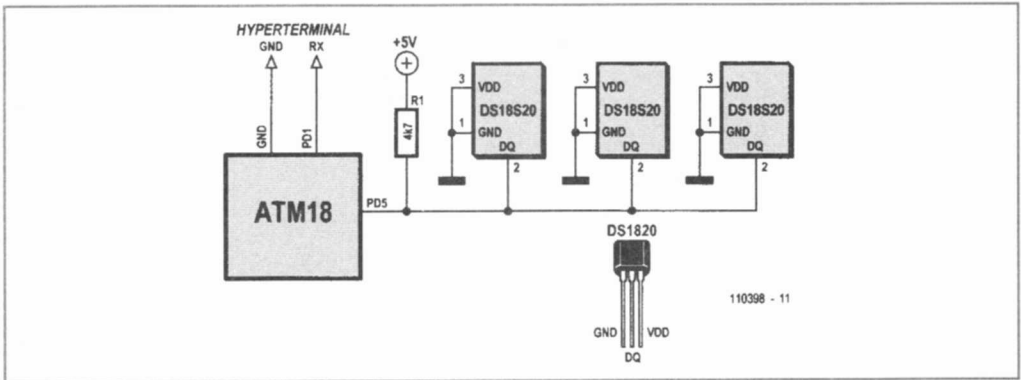 HYPERTERMINAL
GND RX
+5V
GND
PD1
R1
4k7
ATM18
PD5
3 VDD
DS18S20
1 GND
DQ
2
3 VDD
DS18S20
1 GND
DQ
2
3 VDD
DS18S20
1 GND
DQ
2
DS1820
GND VDD
DQ
110398 - 11